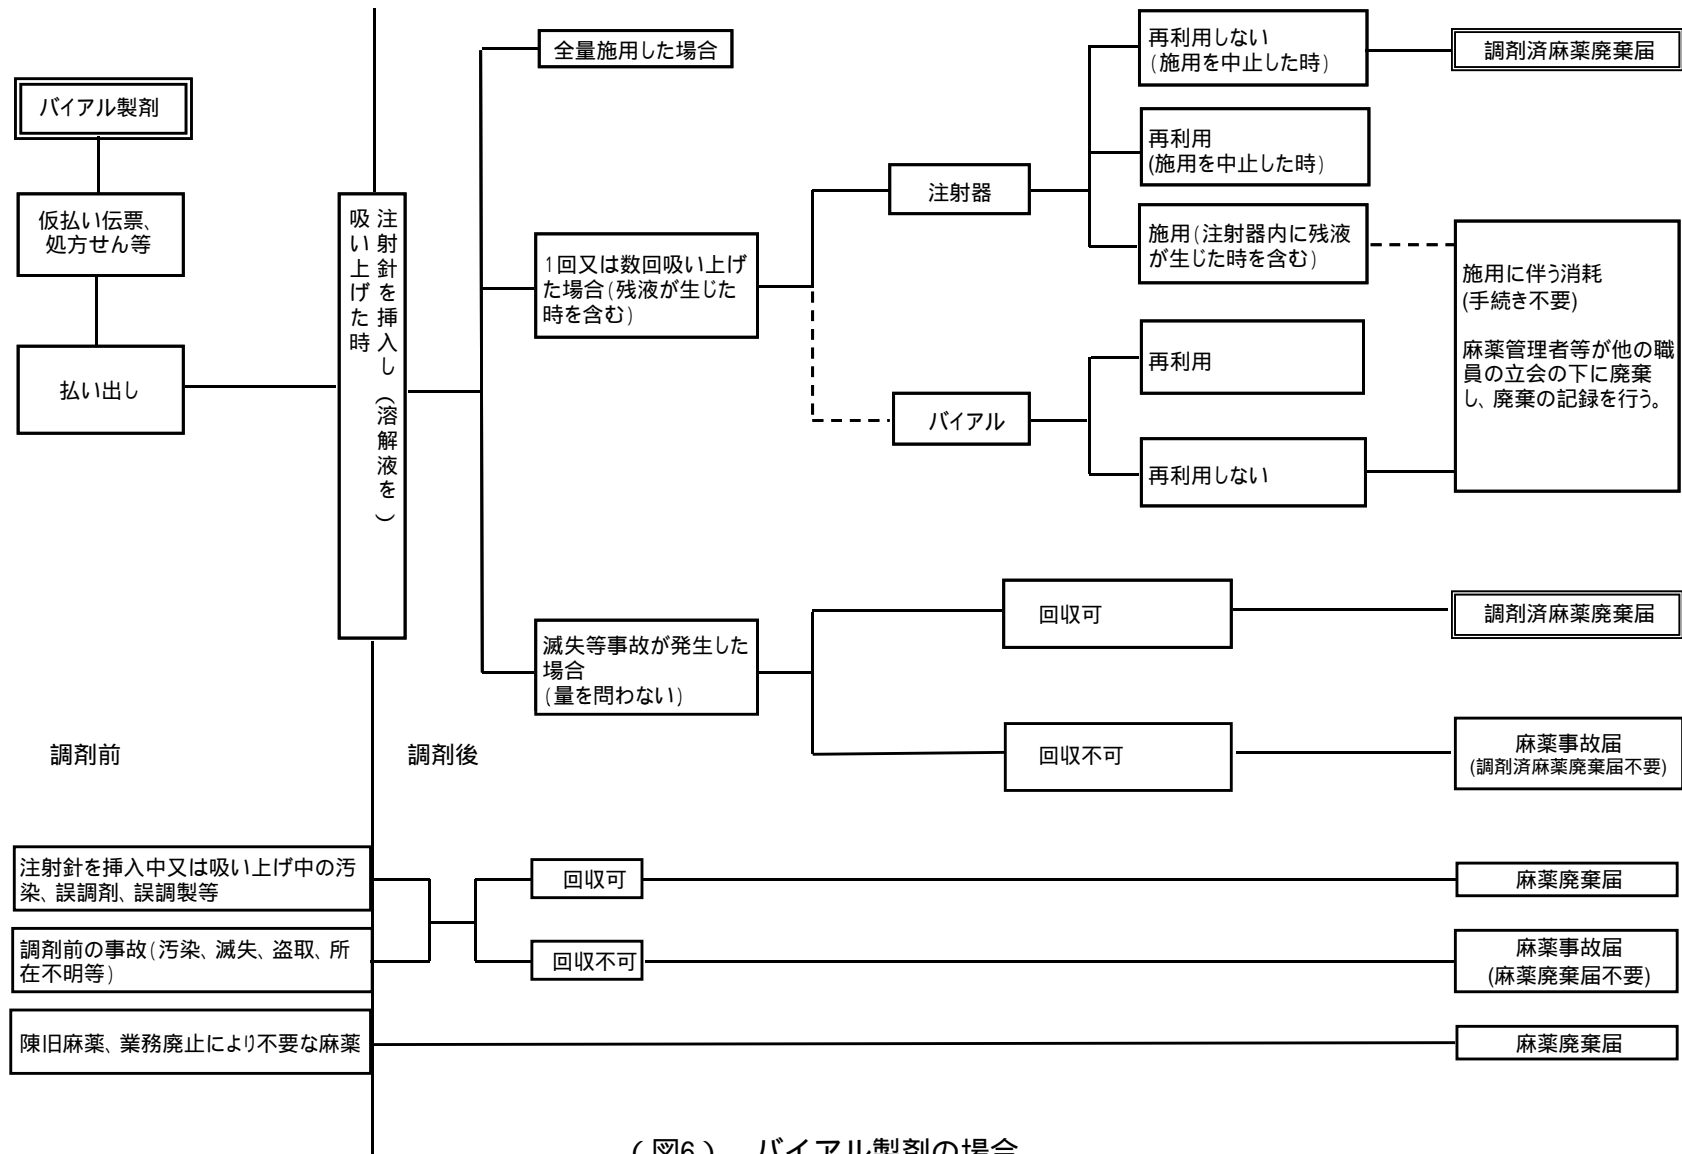 バイアル製剤
仮払い伝票、
処方せん等
払い出し
注射針を挿入し(溶解液を)
吸い上げた時
全量施用した場合
1回又は数回吸い上げ
た場合(残液が生じた
時を含む)
注射器
再利用しない
(施用を中止した時)
調剤済麻薬廃棄届
再利用
(施用を中止した時)
施用(注射器内に残液
が生じた時を含む)
施用に伴う消耗
(手続き不要)
麻薬管理者等が他の職
員の立会の下に廃棄
し、廃棄の記録を行う。
バイアル
再利用
再利用しない
滅失等事故が発生した
場合
(量を問わない)
回収可
調剤済麻薬廃棄届
回収不可
麻薬事故届
(調剤済麻薬廃棄届不要)
調剤前
調剤後
注射針を挿入中又は吸い上げ中の汚
染、誤調剤、誤調製等
調剤前の事故(汚染、滅失、盗取、所
在不明等)
回収可
麻薬廃棄届
回収不可
麻薬事故届
(麻薬廃棄届不要)
陳旧麻薬、業務廃止により不要な麻薬
麻薬廃棄届
(図6) バイアル製剤の場合